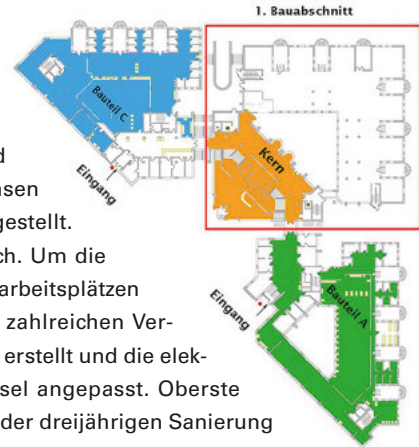 1. Bauabschnitt
Bauteil C
Kern
Eingang
Eingang
Bauteil A
gestellt.
ch. Um die
arbeitsplätzen
zahlreichen Ver-
erstellt und die elek-
sel angepasst. Oberste
der dreijährigen Sanierung